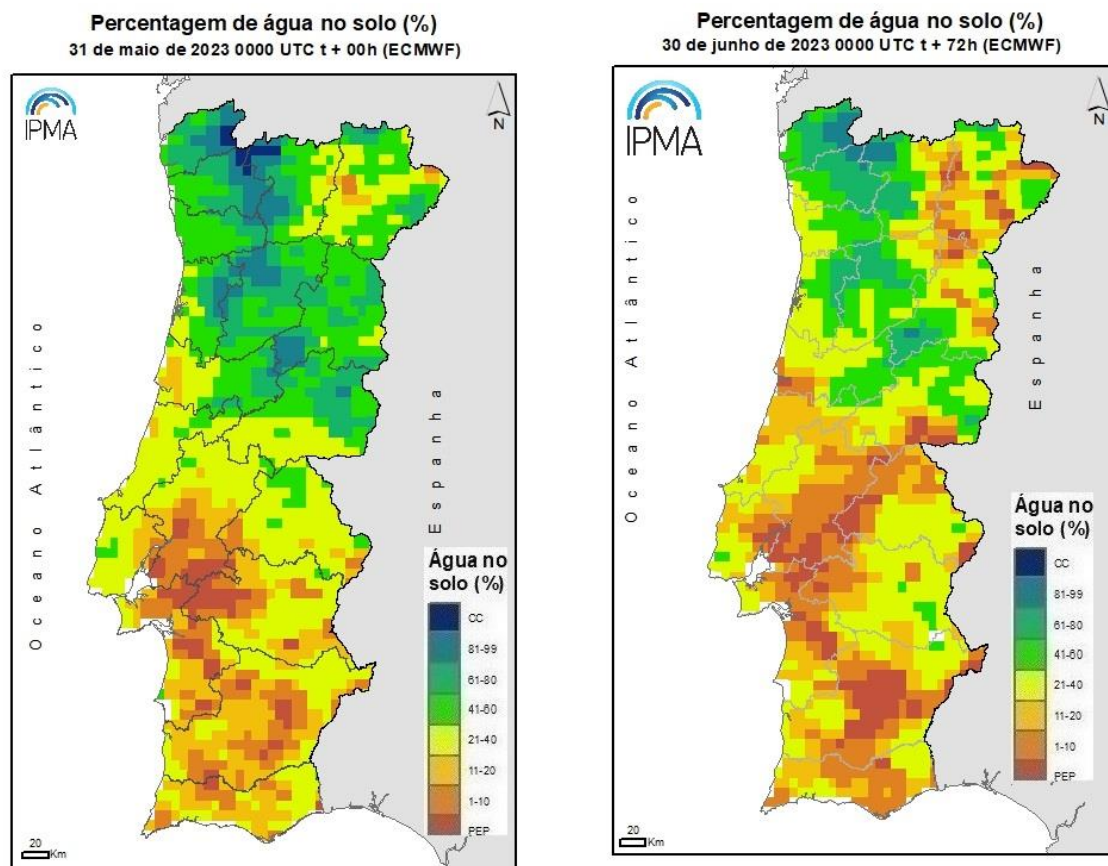 Percentagem de água no solo (%)
31 de maio de 2023 0000 UTC t + 00h (ECMWF)
IPMA
N
Oceano Atlântico
Espanha
Água no
solo (%)
CC
81-99
61-80
41-60
21-40
11-20
1-10
PEP
20
Km
Percentagem de água no solo (%)
30 de junho de 2023 0000 UTC t + 72h (ECMWF)
IPMA
N
Oceano Atlântico
Espanha
Água no
solo (%)
CC
81-99
61-80
41-60
21-40
11-20
1-10
PEP
20
Km